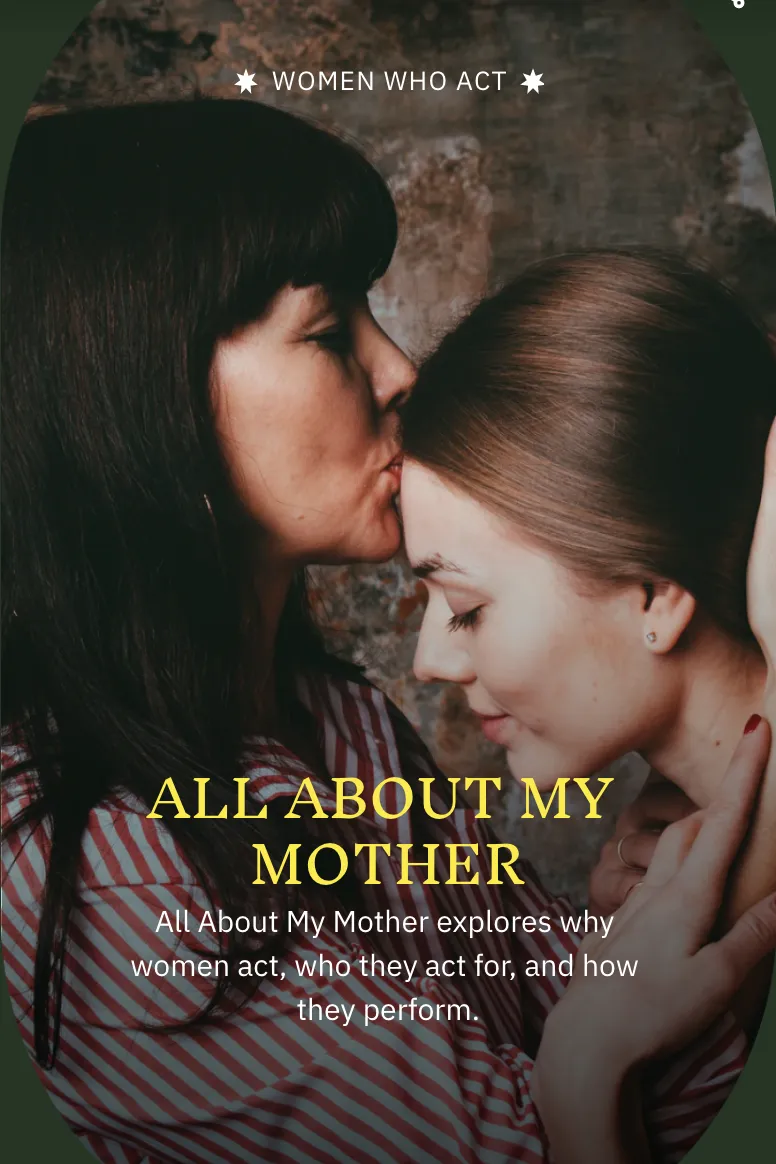 WOMEN WHO ACT
ALL ABOUT MY
MOTHER
All About My Mother explores why
women act, who they act for, and how
they perform.